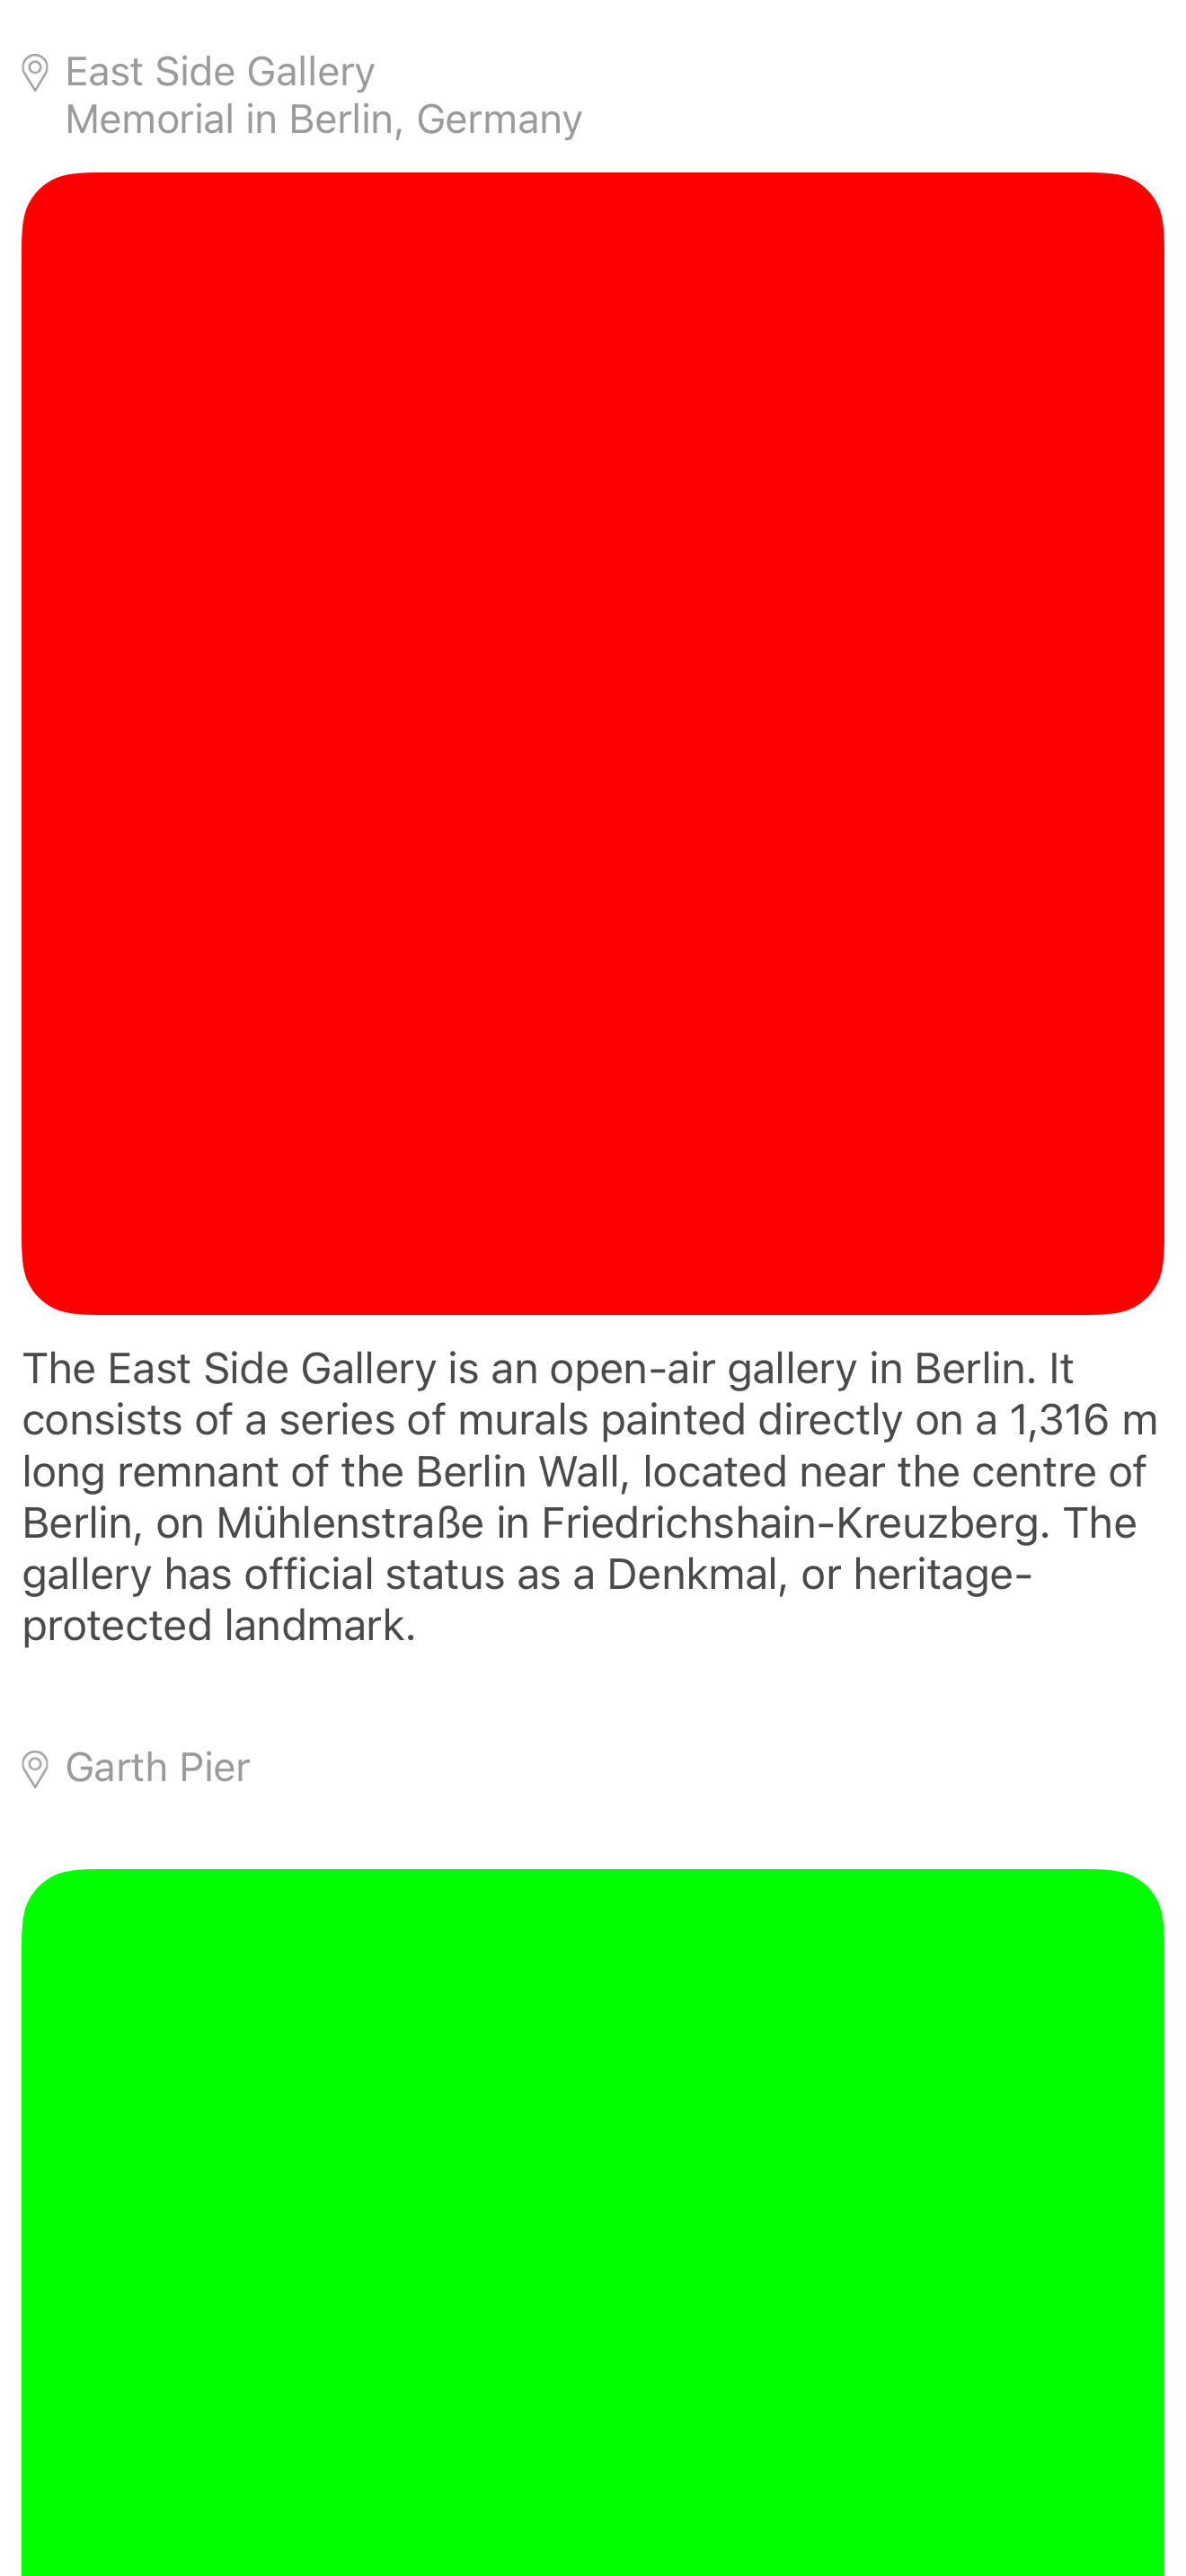 East Side Gallery
Memorial in Berlin, Germany
The East Side Gallery is an open-air gallery in Berlin. It
consists of a series of murals painted directly on a 1,316 m
long remnant of the Berlin Wall, located near the centre of
Berlin, on Mühlenstraße in Friedrichshain-Kreuzberg. The
gallery has official status as a Denkmal, or heritage-
protected landmark.
Garth Pier